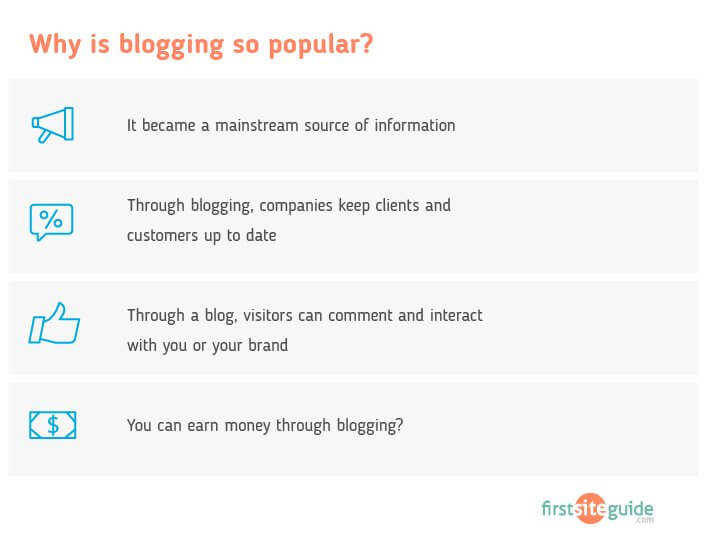 Why is blogging so popular?
It became a mainstream source of information
%
Through blogging, companies keep clients and
customers up to date
Through a blog, visitors can comment and interact
with you or your brand
$
You can earn money through blogging?
firstsiteguide
.com